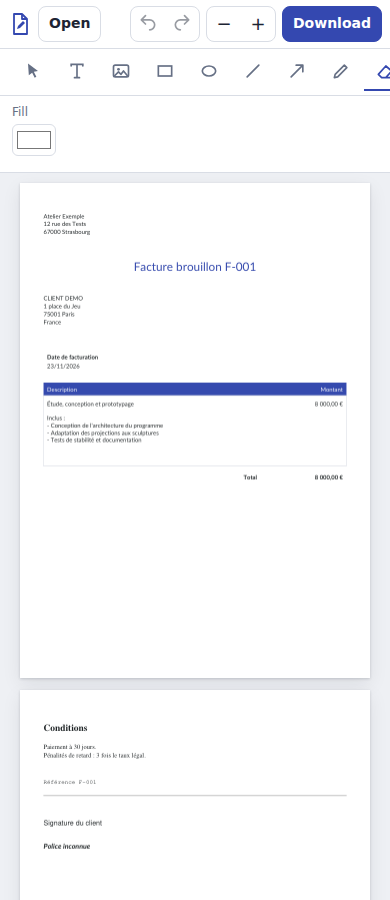 Open
Download
Fill
Atelier Exemple
12 rue des Tests
67000 Strasbourg
Facture brouillon F-001
CLIENT DEMO
1 place du Jeu
75001 Paris
France
Date de facturation
23/11/2026
Description Montant
Étude, conception et prototypage 8 000,00 €
Inclus :
- Conception de l'architecture du programme
- Adaptation des projections aux sculptures
- Tests de stabilité et documentation
Total 8 000,00 €
Conditions
Paiement à 30 jours.
Pénalités de retard : 3 fois le taux légal.
Référence F-001
Signature du client
Police inconnue